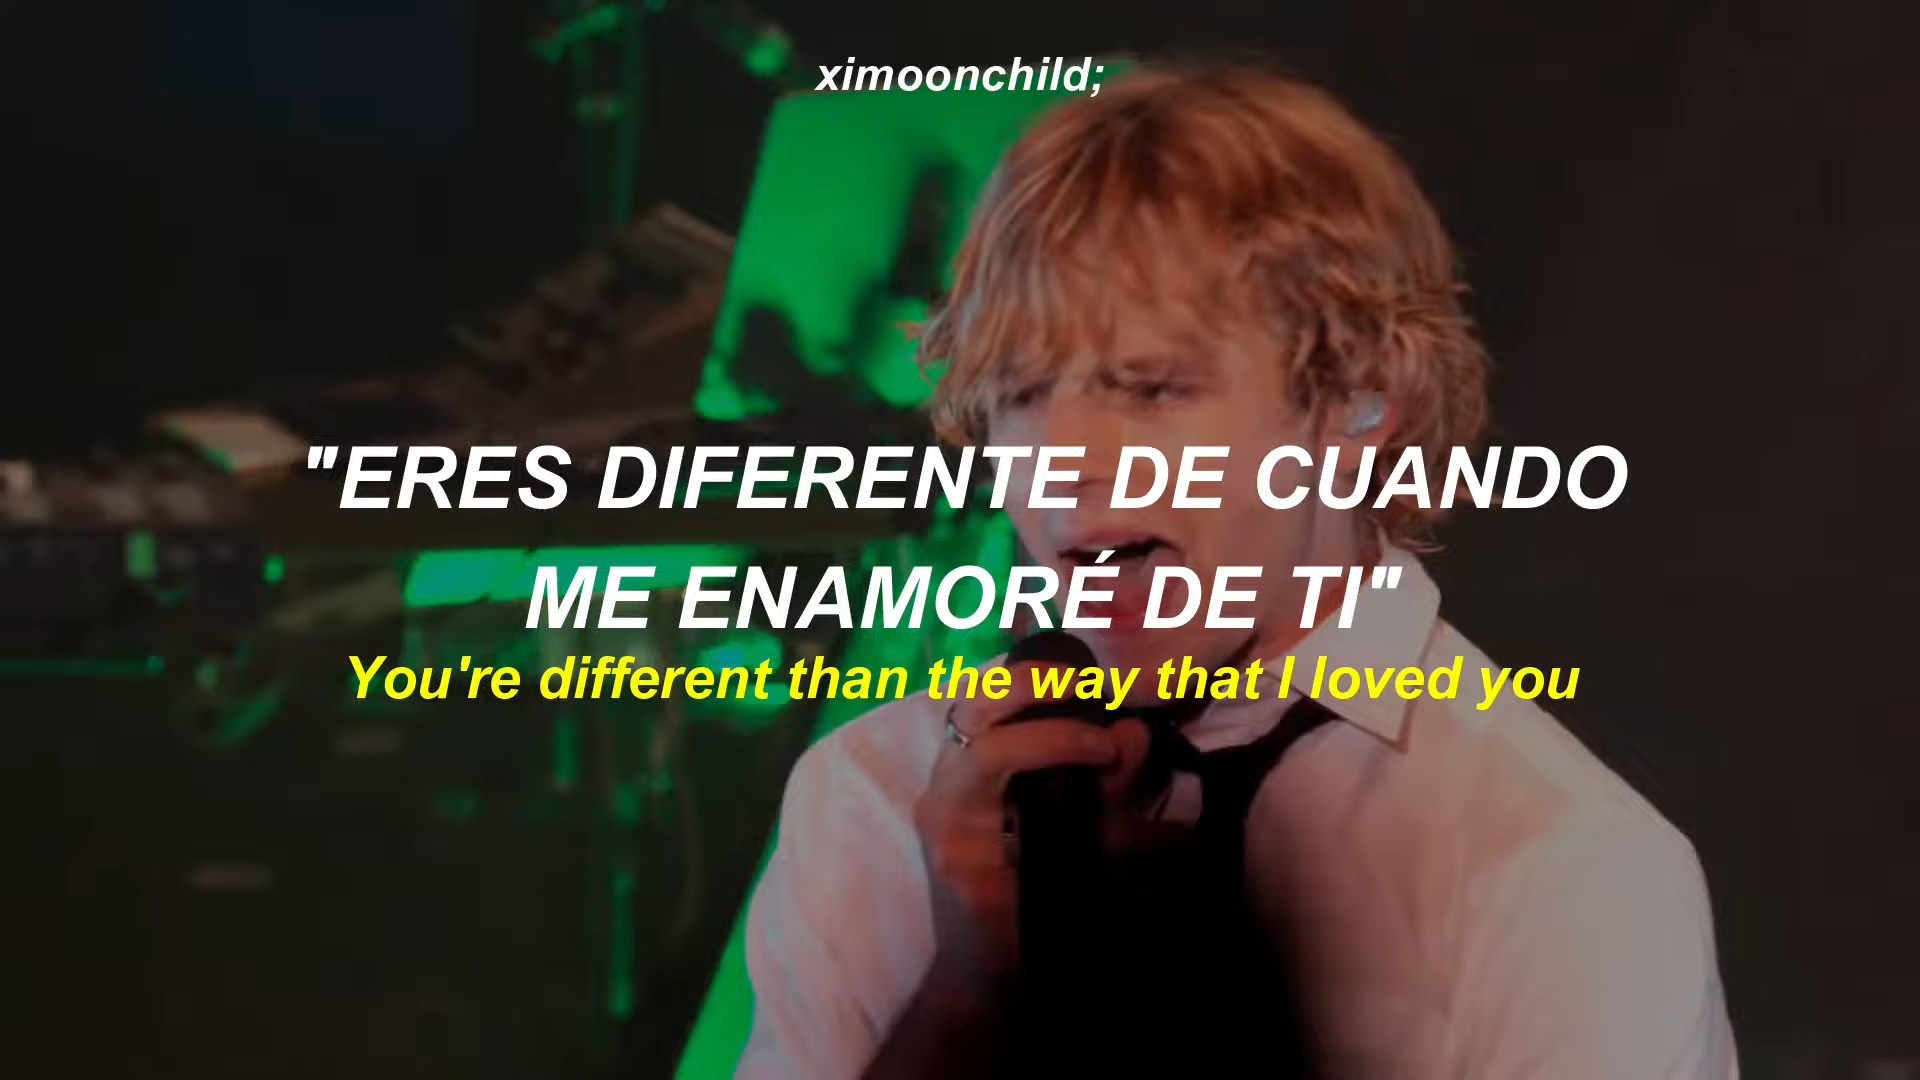 ximoonchild;
"ERES DIFERENTE DE CUANDO
ME ENAMORÉ DE TI"
You're different than the way that I loved you